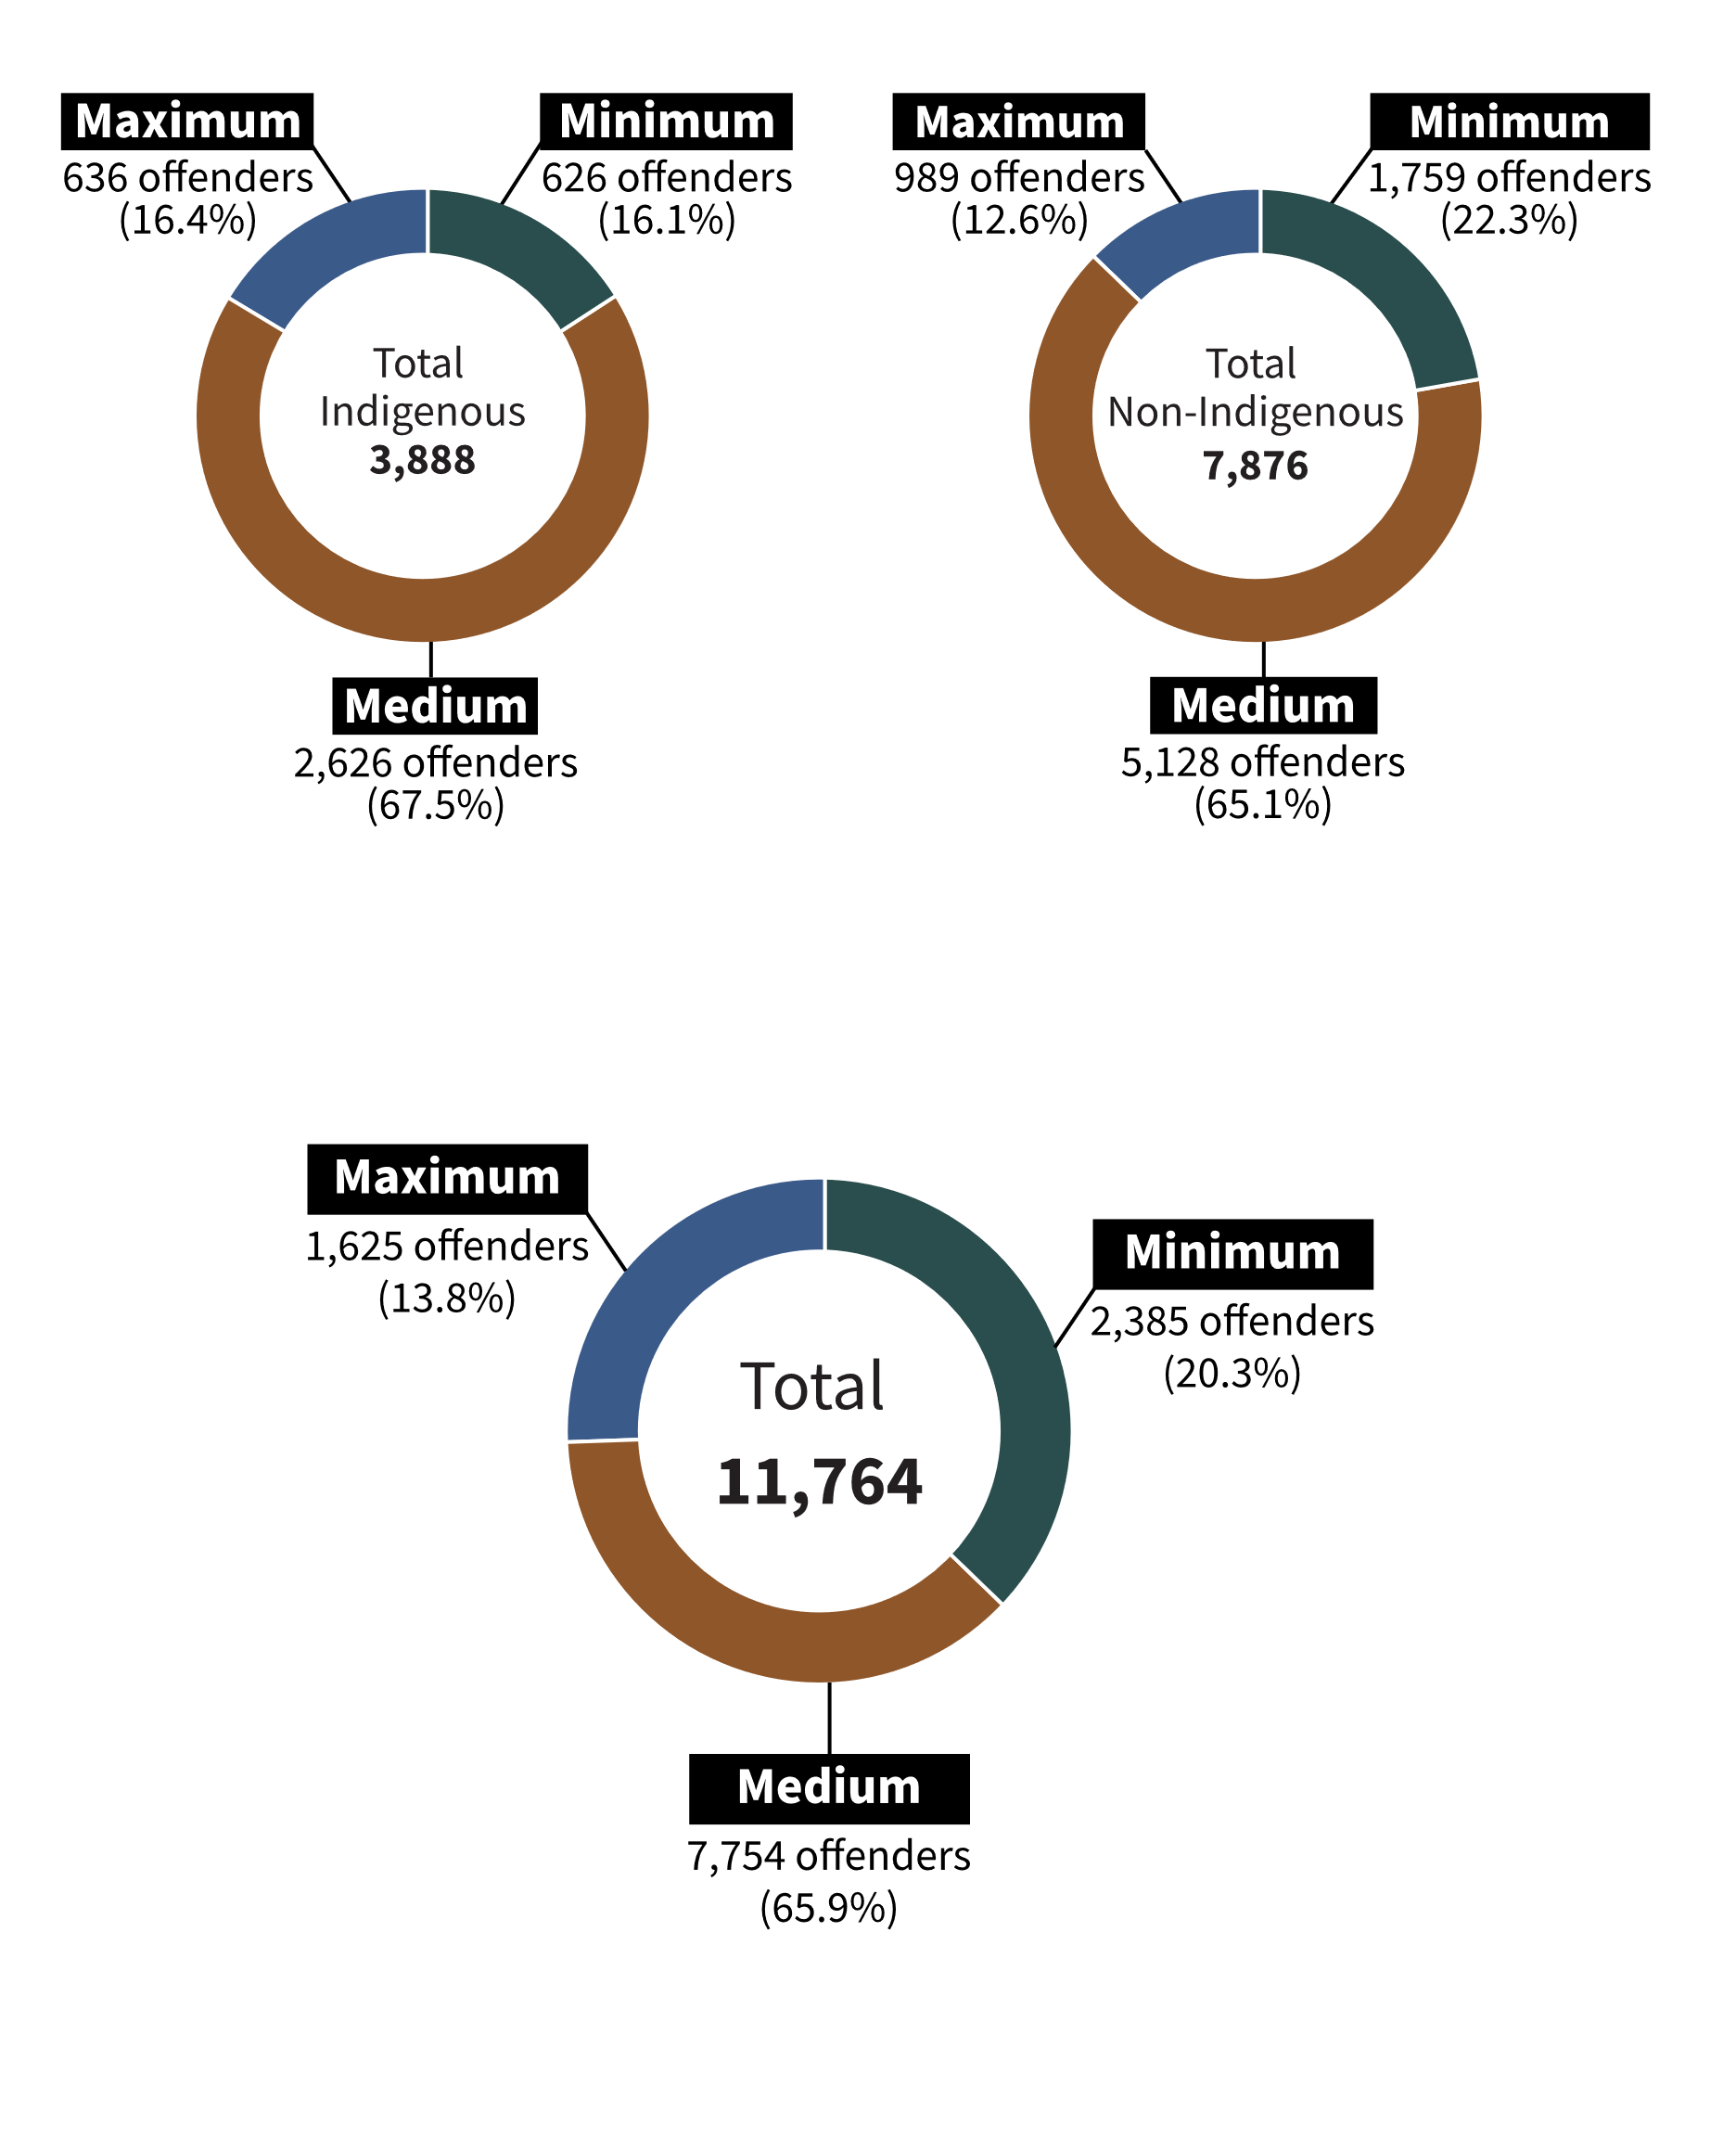 Maximum
636 offenders
(16.4%)
Minimum
626 offenders
(16.1%)
Total
Indigenous
3,888
Medium
2,626 offenders
(67.5%)
Maximum
989 offenders
(12.6%)
Minimum
1,759 offenders
(22.3%)
Total
Non-Indigenous
7,876
Medium
5,128 offenders
(65.1%)
Maximum
1,625 offenders
(13.8%)
Minimum
2,385 offenders
(20.3%)
Total
11,764
Medium
7,754 offenders
(65.9%)